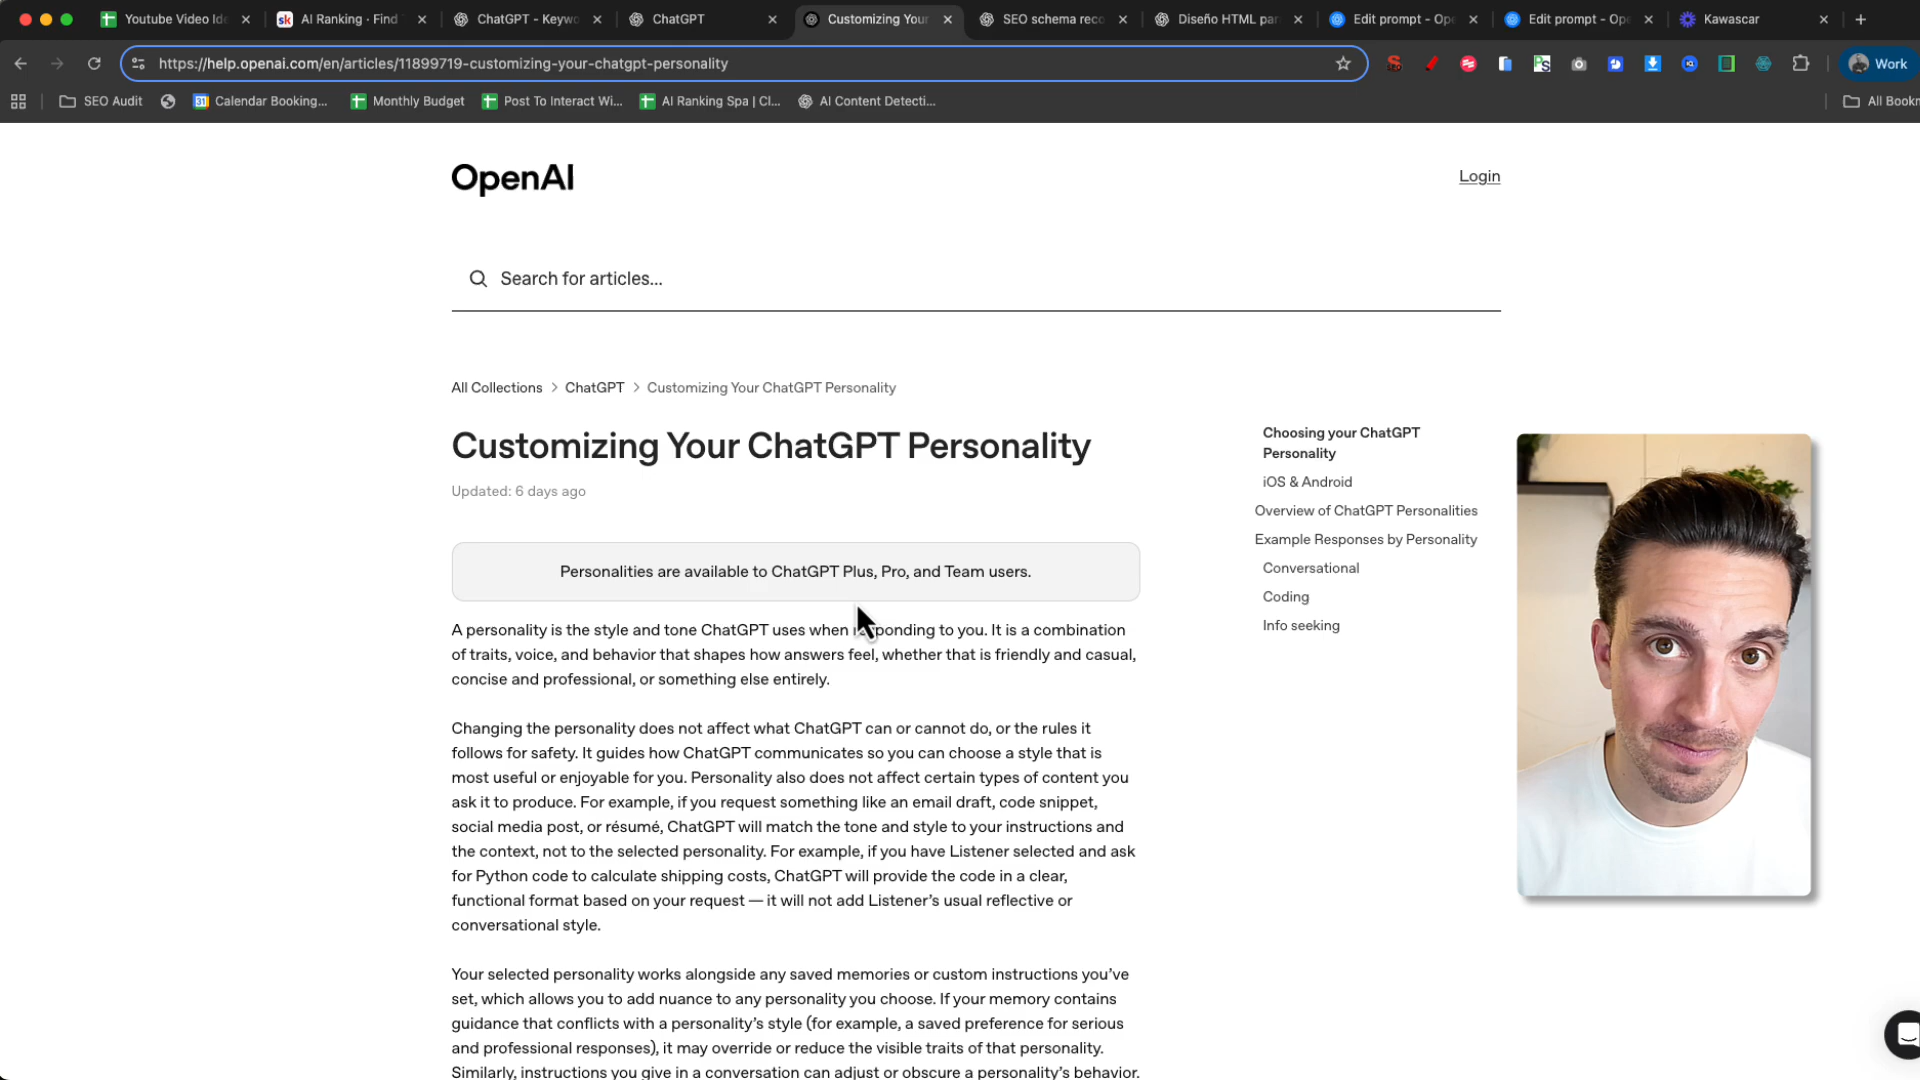 Youtube Video Id
sk AI Ranking · Find
ChatGPT - Keywo
ChatGPT
Customizing Your
SEO schema reco
Diseño HTML par
Edit prompt - Ope
Edit prompt - Ope
Kawascar
https://help.openai.com/en/articles/11899719-customizing-your-chatgpt-personality
Work
SEO Audit
Calendar Booking...
Monthly Budget
Post To Interact Wi...
AI Ranking Spa | Cl...
AI Content Detecti...
All Bookm
OpenAI
Login
Search for articles...
All Collections > ChatGPT > Customizing Your ChatGPT Personality
Customizing Your ChatGPT Personality
Updated: 6 days ago
Personalities are available to ChatGPT Plus, Pro, and Team users.
A personality is the style and tone ChatGPT uses when responding to you. It is a combination
of traits, voice, and behavior that shapes how answers feel, whether that is friendly and casual,
concise and professional, or something else entirely.
Changing the personality does not affect what ChatGPT can or cannot do, or the rules it
follows for safety. It guides how ChatGPT communicates so you can choose a style that is
most useful or enjoyable for you. Personality also does not affect certain types of content you
ask it to produce. For example, if you request something like an email draft, code snippet,
social media post, or résumé, ChatGPT will match the tone and style to your instructions and
the context, not to the selected personality. For example, if you have Listener selected and ask
for Python code to calculate shipping costs, ChatGPT will provide the code in a clear,
functional format based on your request — it will not add Listener’s usual reflective or
conversational style.
Your selected personality works alongside any saved memories or custom instructions you’ve
set, which allows you to add nuance to any personality you choose. If your memory contains
guidance that conflicts with a personality’s style (for example, a saved preference for serious
and professional responses), it may override or reduce the visible traits of that personality.
Similarly, instructions you give in a conversation can adjust or obscure a personality’s behavior.
Choosing your ChatGPT
Personality
iOS & Android
Overview of ChatGPT Personalities
Example Responses by Personality
Conversational
Coding
Info seeking